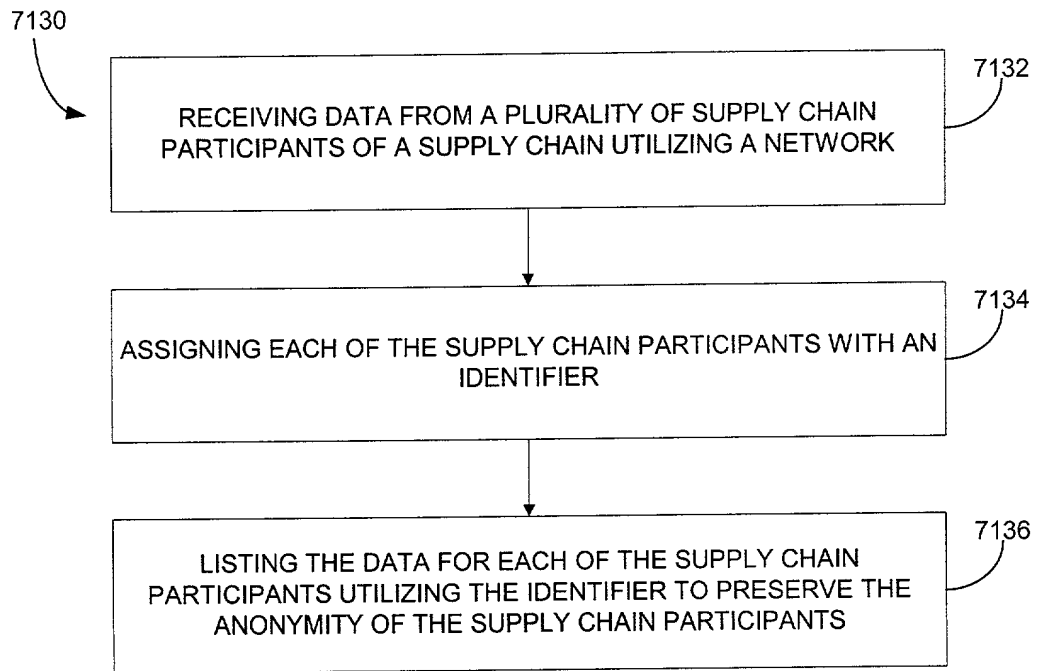 7130
7132
RECEIVING DATA FROM A PLURALITY OF SUPPLY CHAIN
PARTICIPANTS OF A SUPPLY CHAIN UTILIZING A NETWORK
7134
ASSIGNING EACH OF THE SUPPLY CHAIN PARTICIPANTS WITH AN
IDENTIFIER
7136
LISTING THE DATA FOR EACH OF THE SUPPLY CHAIN
PARTICIPANTS UTILIZING THE IDENTIFIER TO PRESERVE THE
ANONYMITY OF THE SUPPLY CHAIN PARTICIPANTS